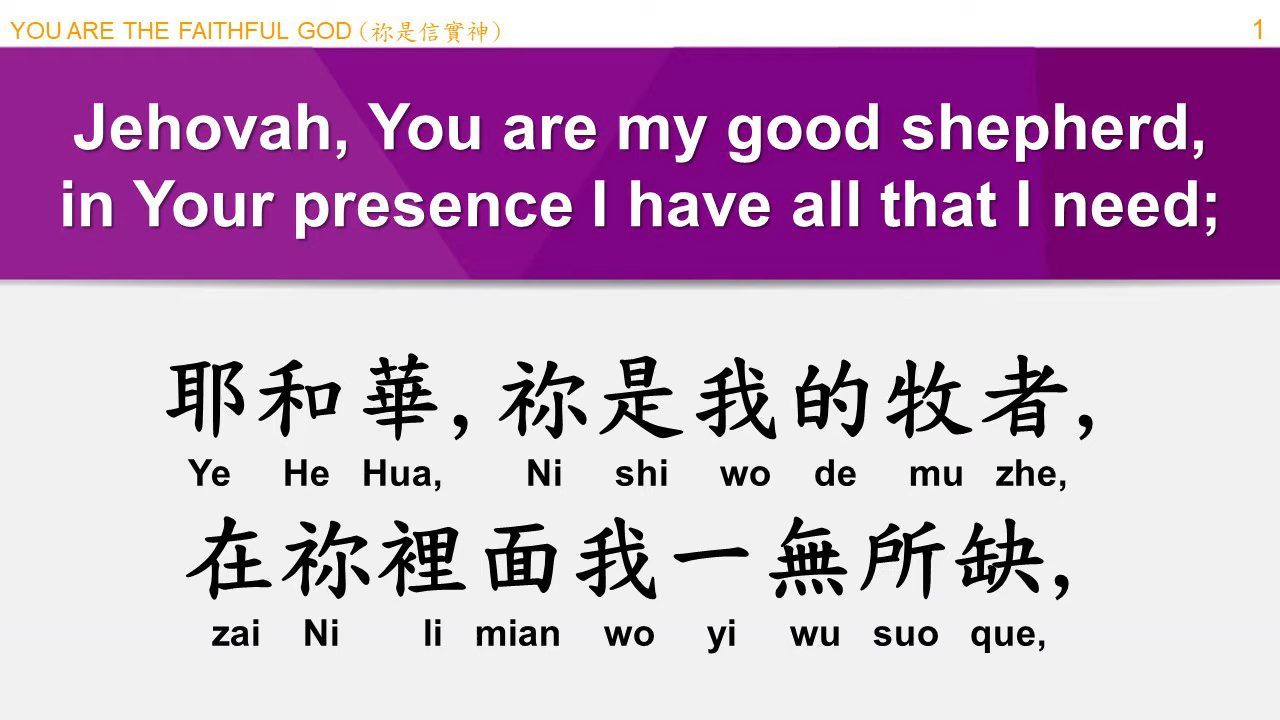 YOU ARE THE FAITHFUL GOD (祢是信實神)
1
Jehovah, You are my good shepherd,
in Your presence I have all that I need;
耶和華,祢是我的牧者,
Ye He Hua, Ni shi wo de mu zhe,
在祢裡面我一無所缺,
zai Ni li mian wo yi wu suo que,